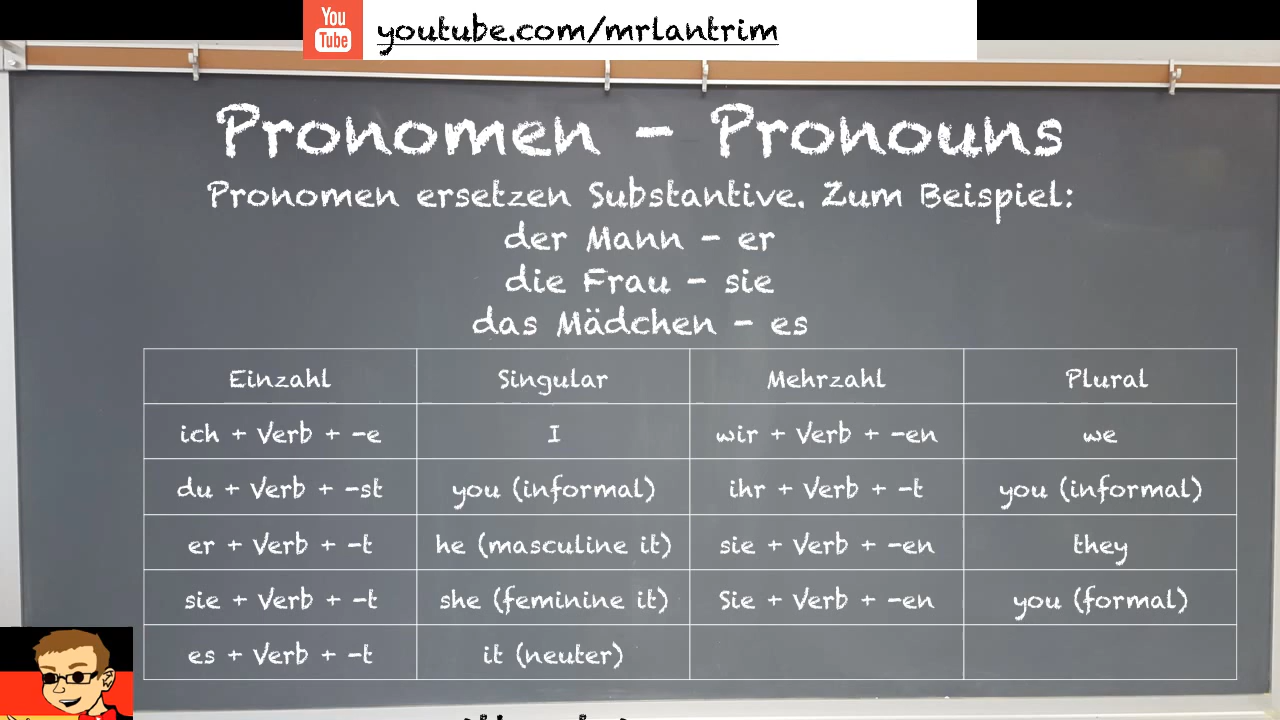 You
Tube
youtube.com/mrlantrim
Pronomen - Pronouns
Pronomen ersetzen Substantive. Zum Beispiel:
der Mann - er
die Frau - sie
das Mädchen - es
Einzahl Singular Mehrzahl Plural
ich + Verb + -e I wir + Verb + -en we
du + Verb + -st you (informal) ihr + Verb + -t you (informal)
er + Verb + -t he (masculine it) sie + Verb + -en they
sie + Verb + -t she (feminine it) Sie + Verb + -en you (formal)
es + Verb + -t it (neuter)